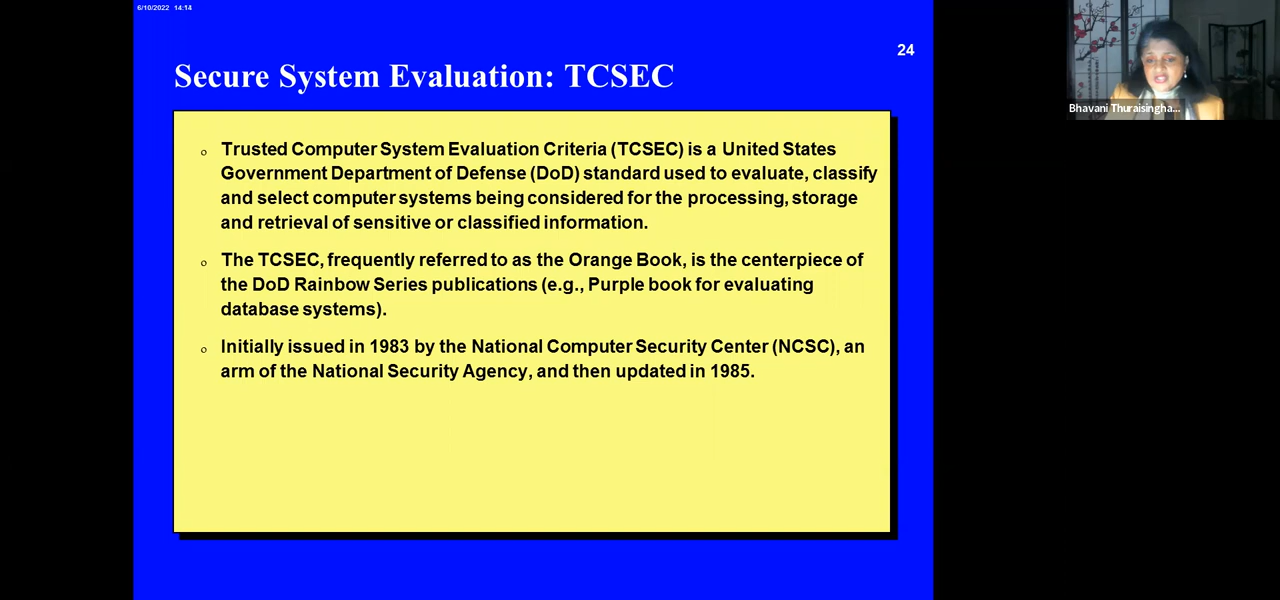 6/10/2022 14:14
24
Secure System Evaluation: TCSEC
o Trusted Computer System Evaluation Criteria (TCSEC) is a United States
Government Department of Defense (DoD) standard used to evaluate, classify
and select computer systems being considered for the processing, storage
and retrieval of sensitive or classified information.
o The TCSEC, frequently referred to as the Orange Book, is the centerpiece of
the DoD Rainbow Series publications (e.g., Purple book for evaluating
database systems).
o Initially issued in 1983 by the National Computer Security Center (NCSC), an
arm of the National Security Agency, and then updated in 1985.
Bhavani Thuraisingha...